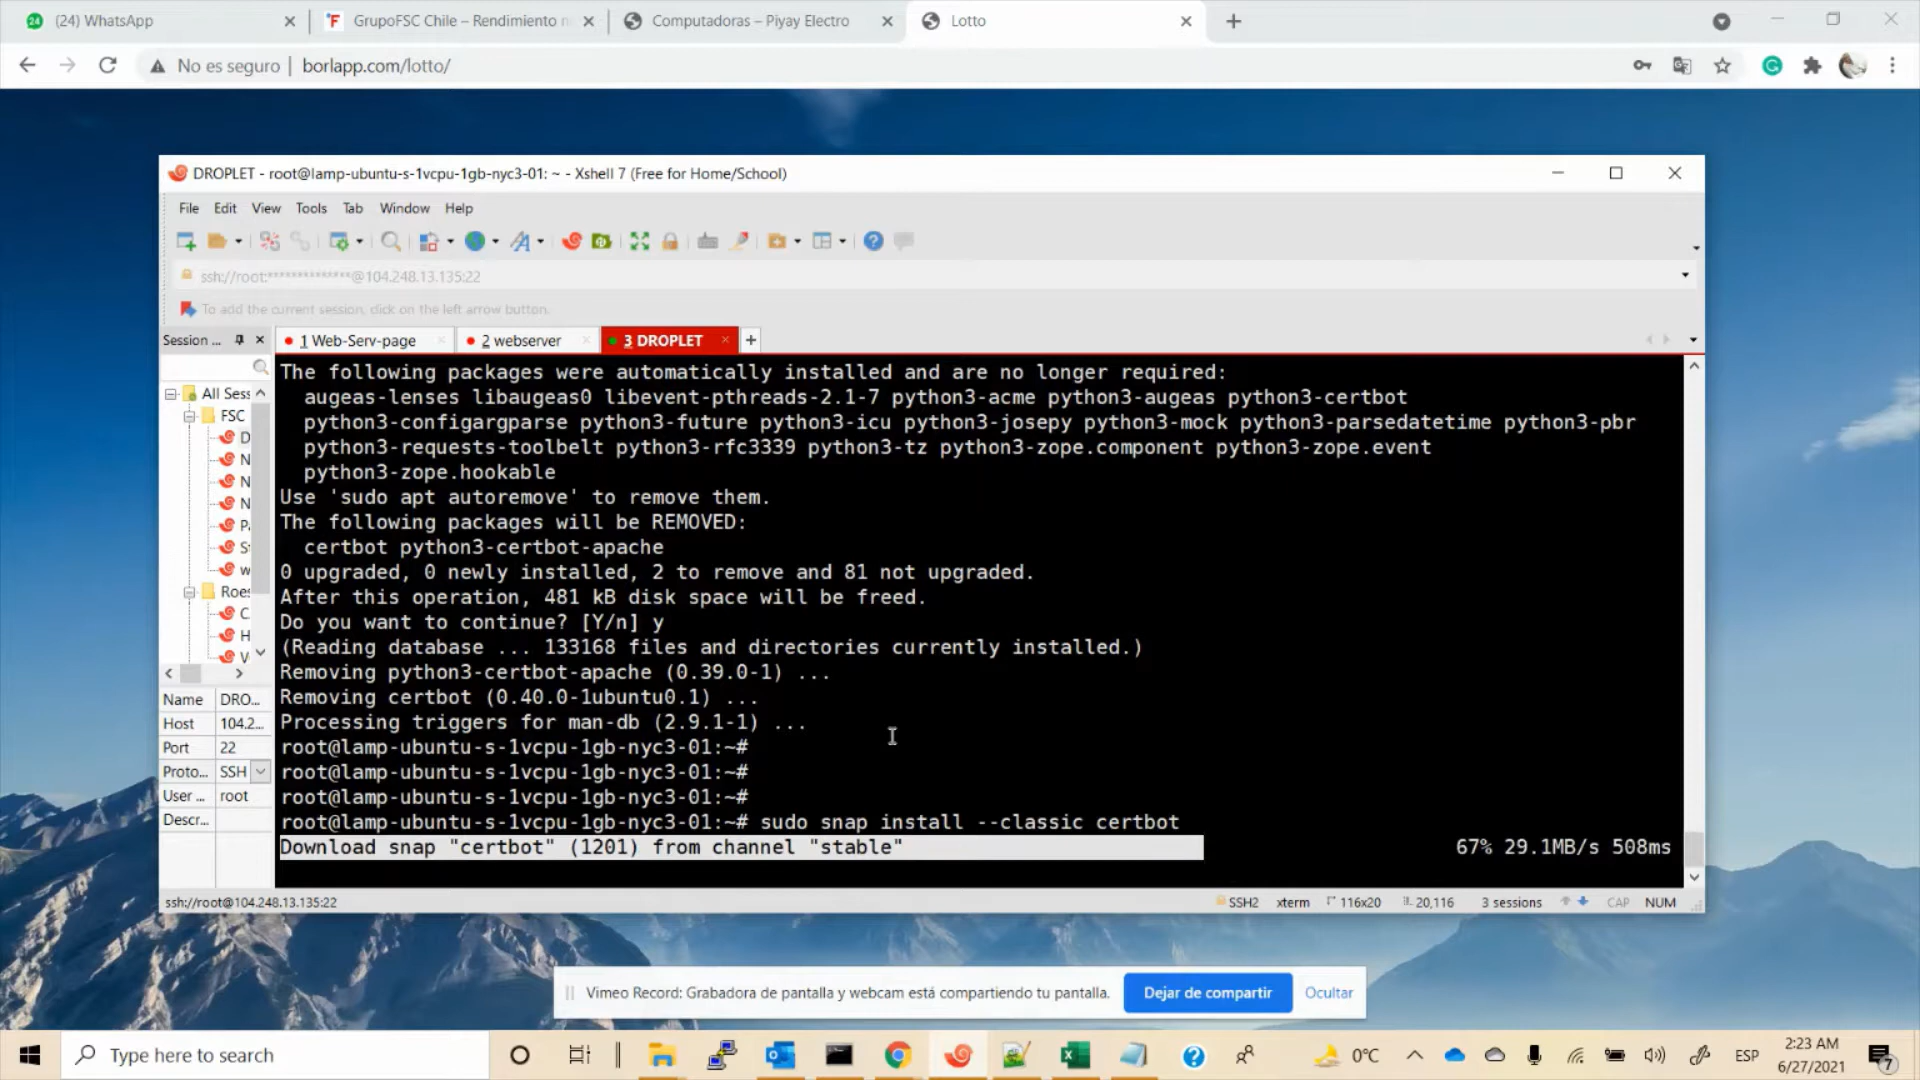 (24) WhatsApp
GrupoFSC Chile – Rendimiento n
Computadoras – Piyay Electro
Lotto
No es seguro | borlapp.com/lotto/
DROPLET - root@lamp-ubuntu-s-1vcpu-1gb-nyc3-01: ~ - Xshell 7 (Free for Home/School)
File Edit View Tools Tab Window Help
ssh://root:**************@104.248.13.135:22
To add the current session, click on the left arrow button.
Session ...
1 Web-Serv-page
2 webserver
3 DROPLET
All Sess
FSC
D
N
N
N
Pa
St
w
Roes
C
H
V
Name DRO...
Host 104.2...
Port 22
Proto... SSH
User ... root
Descr...
The following packages were automatically installed and are no longer required:
augeas-lenses libaugeas0 libevent-pthreads-2.1-7 python3-acme python3-augeas python3-certbot
python3-configargparse python3-future python3-icu python3-josepy python3-mock python3-parsedatetime python3-pbr
python3-requests-toolbelt python3-rfc3339 python3-tz python3-zope.component python3-zope.event
python3-zope.hookable
Use 'sudo apt autoremove' to remove them.
The following packages will be REMOVED:
certbot python3-certbot-apache
0 upgraded, 0 newly installed, 2 to remove and 81 not upgraded.
After this operation, 481 kB disk space will be freed.
Do you want to continue? [Y/n] y
(Reading database ... 133168 files and directories currently installed.)
Removing python3-certbot-apache (0.39.0-1) ...
Removing certbot (0.40.0-1ubuntu0.1) ...
Processing triggers for man-db (2.9.1-1) ...
root@lamp-ubuntu-s-1vcpu-1gb-nyc3-01:~#
root@lamp-ubuntu-s-1vcpu-1gb-nyc3-01:~#
root@lamp-ubuntu-s-1vcpu-1gb-nyc3-01:~#
root@lamp-ubuntu-s-1vcpu-1gb-nyc3-01:~# sudo snap install --classic certbot
Download snap "certbot" (1201) from channel "stable" 67% 29.1MB/s 508ms
ssh://root@104.248.13.135:22
SSH2 xterm 116x20 20,116 3 sessions CAP NUM
Vimeo Record: Grabadora de pantalla y webcam está compartiendo tu pantalla.
Dejar de compartir
Ocultar
Type here to search
0°C
ESP
2:23 AM
6/27/2021
7